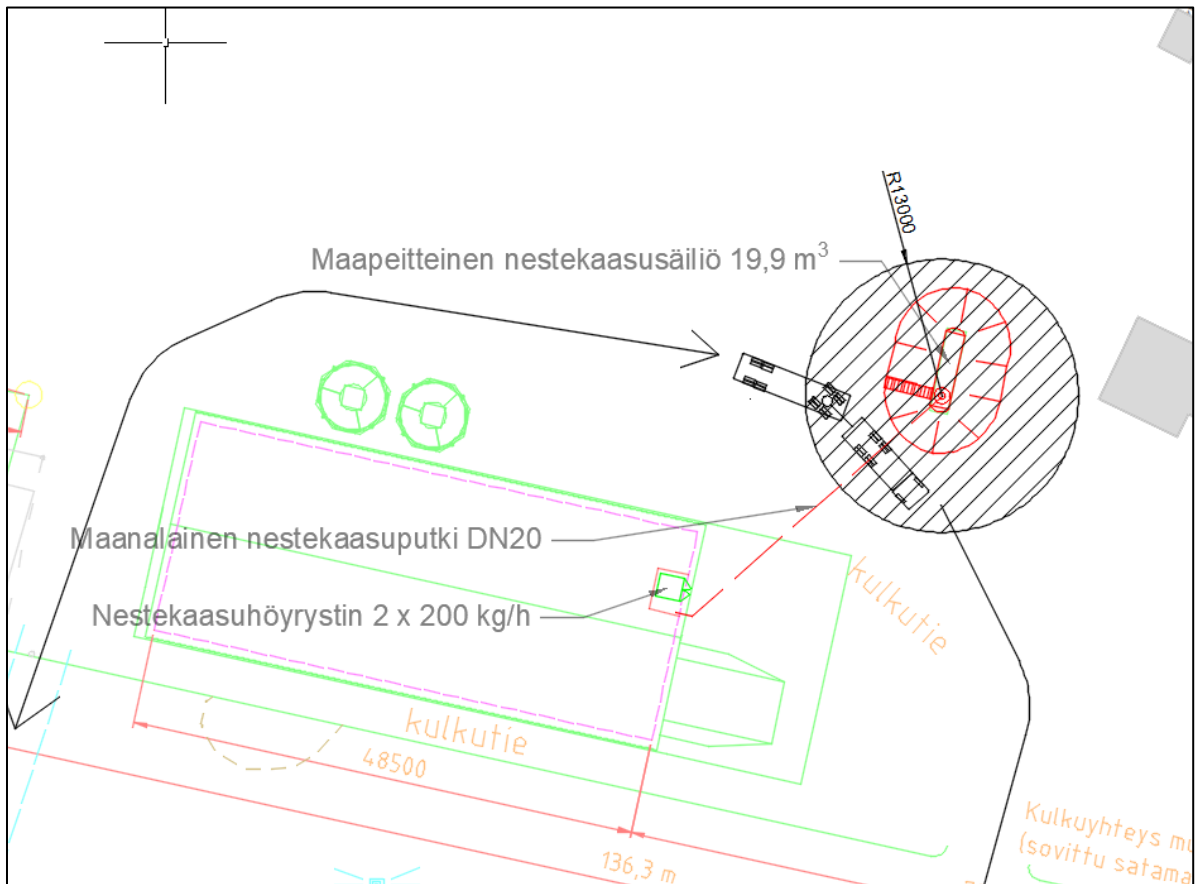 R13000
Maapeitteinen nestekaasusäiliö 19,9 m³
Maanalainen nestekaasuputki DN20
kulkutie
Nestekaasuhöyrystin 2 x 200 kg/h
kulkutie
48500
136,3 m
Kulkuyhteys
(sovittu